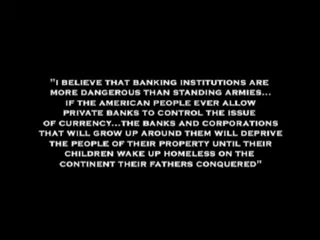 "I BELIEVE THAT BANKING INSTITUTIONS ARE
MORE DANGEROUS THAN STANDING ARMIES...
IF THE AMERICAN PEOPLE EVER ALLOW
PRIVATE BANKS TO CONTROL THE ISSUE
OF CURRENCY...THE BANKS AND CORPORATIONS
THAT WILL GROW UP AROUND THEM WILL DEPRIVE
THE PEOPLE OF THEIR PROPERTY UNTIL THEIR
CHILDREN WAKE UP HOMELESS ON THE
CONTINENT THEIR FATHERS CONQUERED"